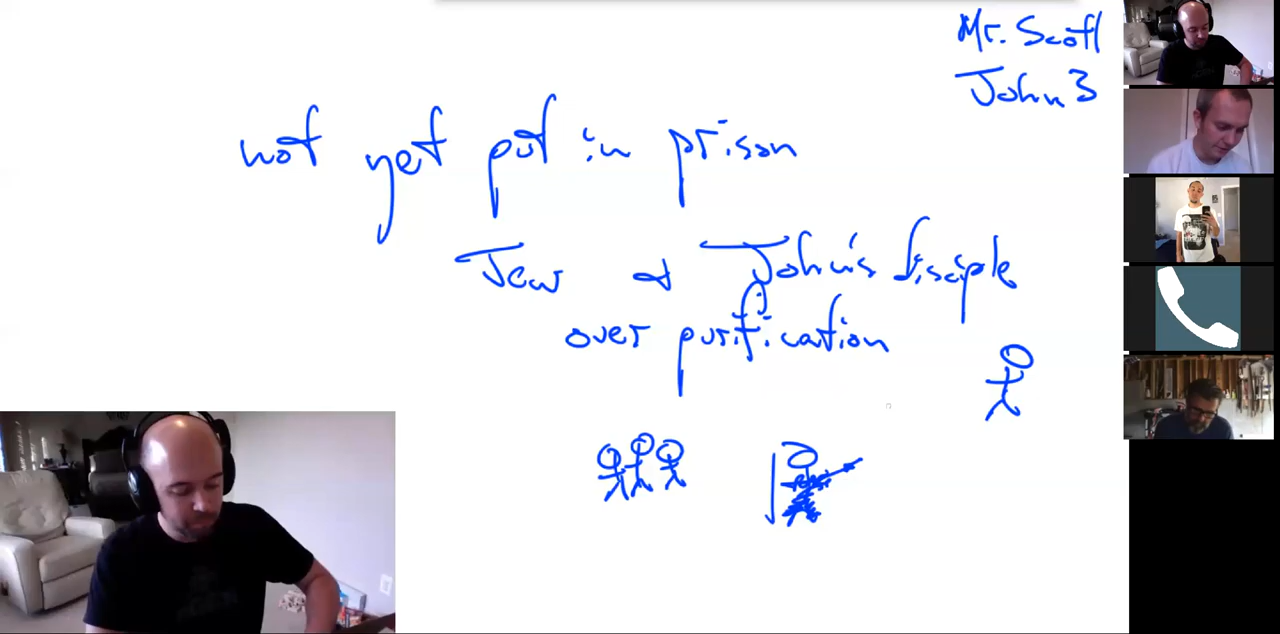 Mr. Scott
John 3
not yet put in prison
Jew & John's disciple
over purification